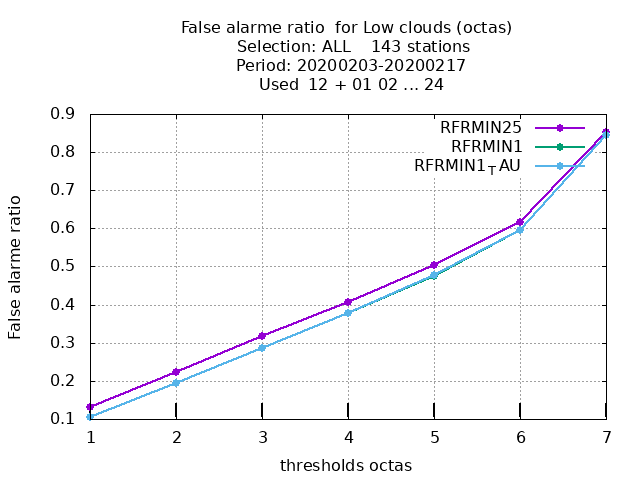 False alarme ratio  for Low clouds (octas)
Selection: ALL    143 stations
Period: 20200203-20200217
Used  12 + 01 02 ... 24
RFRMIN25
RFRMIN1
RFRMIN1TAU
False alarme ratio
0.9
0.8
0.7
0.6
0.5
0.4
0.3
0.2
0.1
1 2 3 4 5 6 7
thresholds octas